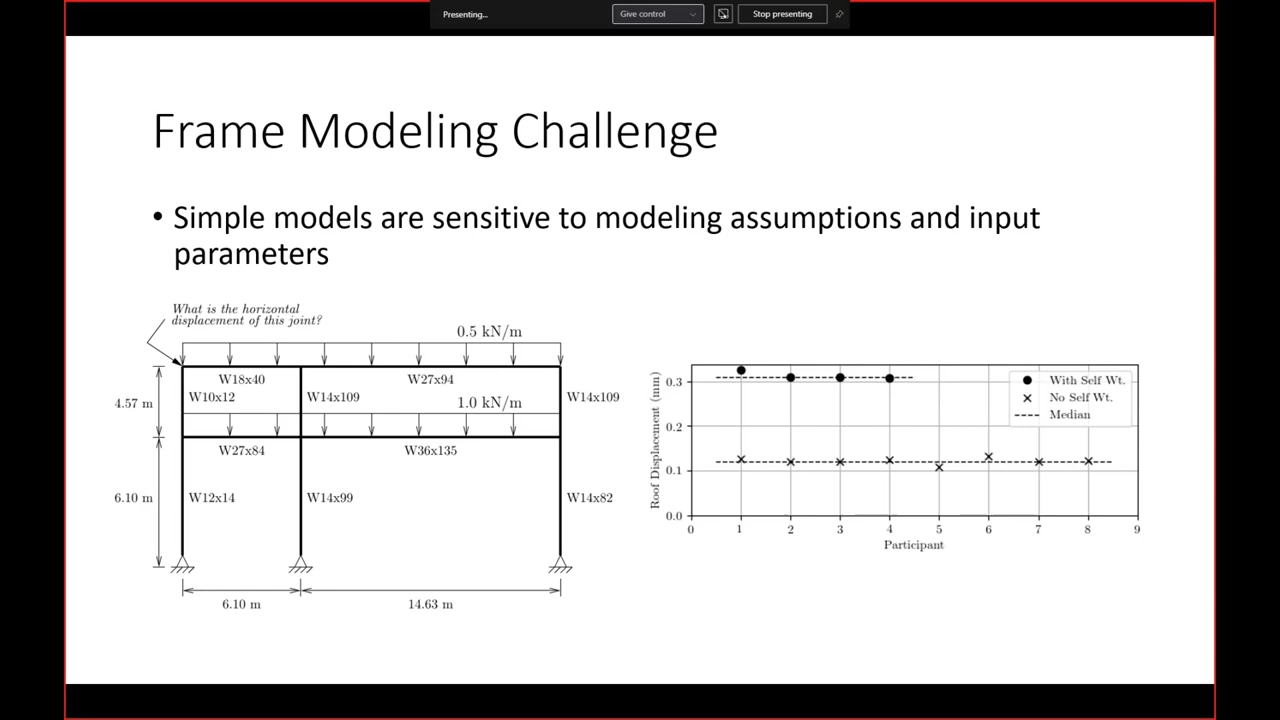 Presenting...
Give control
Stop presenting
Frame Modeling Challenge
• Simple models are sensitive to modeling assumptions and input
parameters
What is the horizontal
displacement of this joint?
0.5 kN/m
W18x40
W27x94
4.57 m
W10x12
W14x109
1.0 kN/m
W14x109
W27x84
W36x135
6.10 m
W12x14
W14x99
W14x82
6.10 m
14.63 m
Roof Displacement (mm)
0.3
0.2
0.1
0.0
With Self Wt.
No Self Wt.
Median
0 1 2 3 4 5 6 7 8 9
Participant